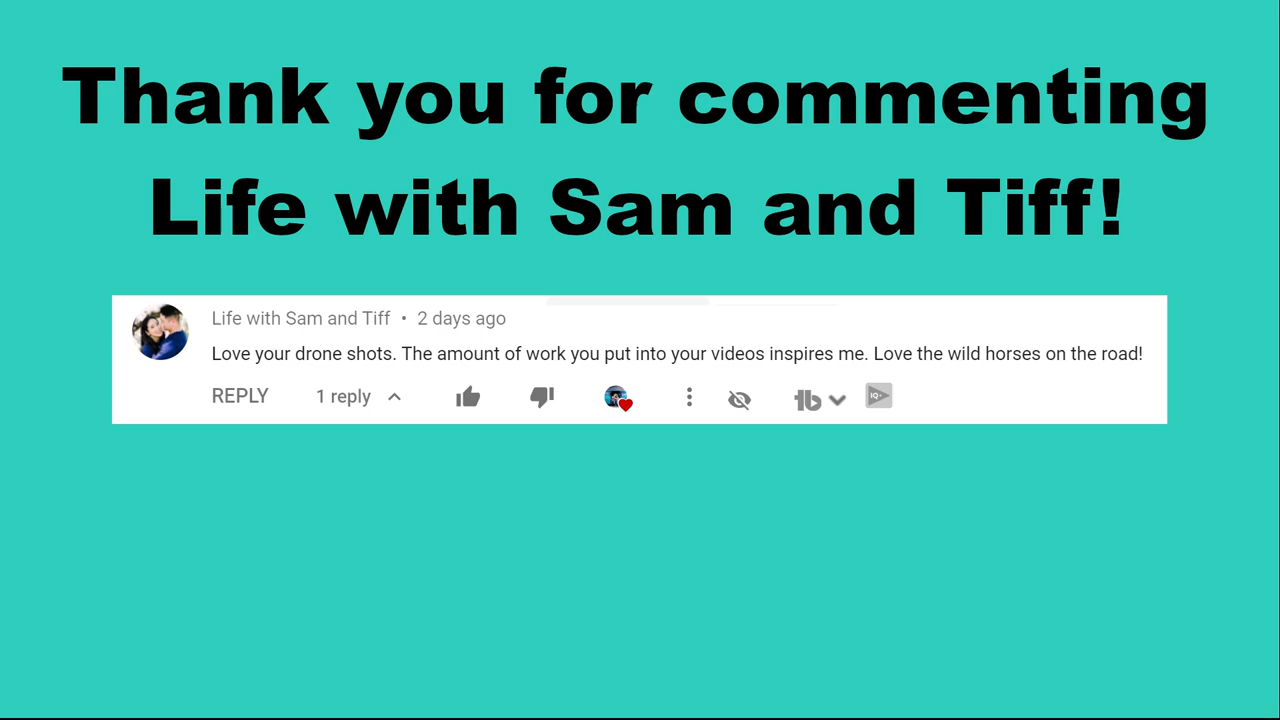 Thank you for commenting
Life with Sam and Tiff!
Life with Sam and Tiff • 2 days ago
Love your drone shots. The amount of work you put into your videos inspires me. Love the wild horses on the road!
REPLY 1 reply tb IQ+